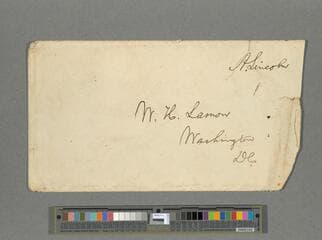 A. Lincoln
W. H. Lamon
Washington
D.C.